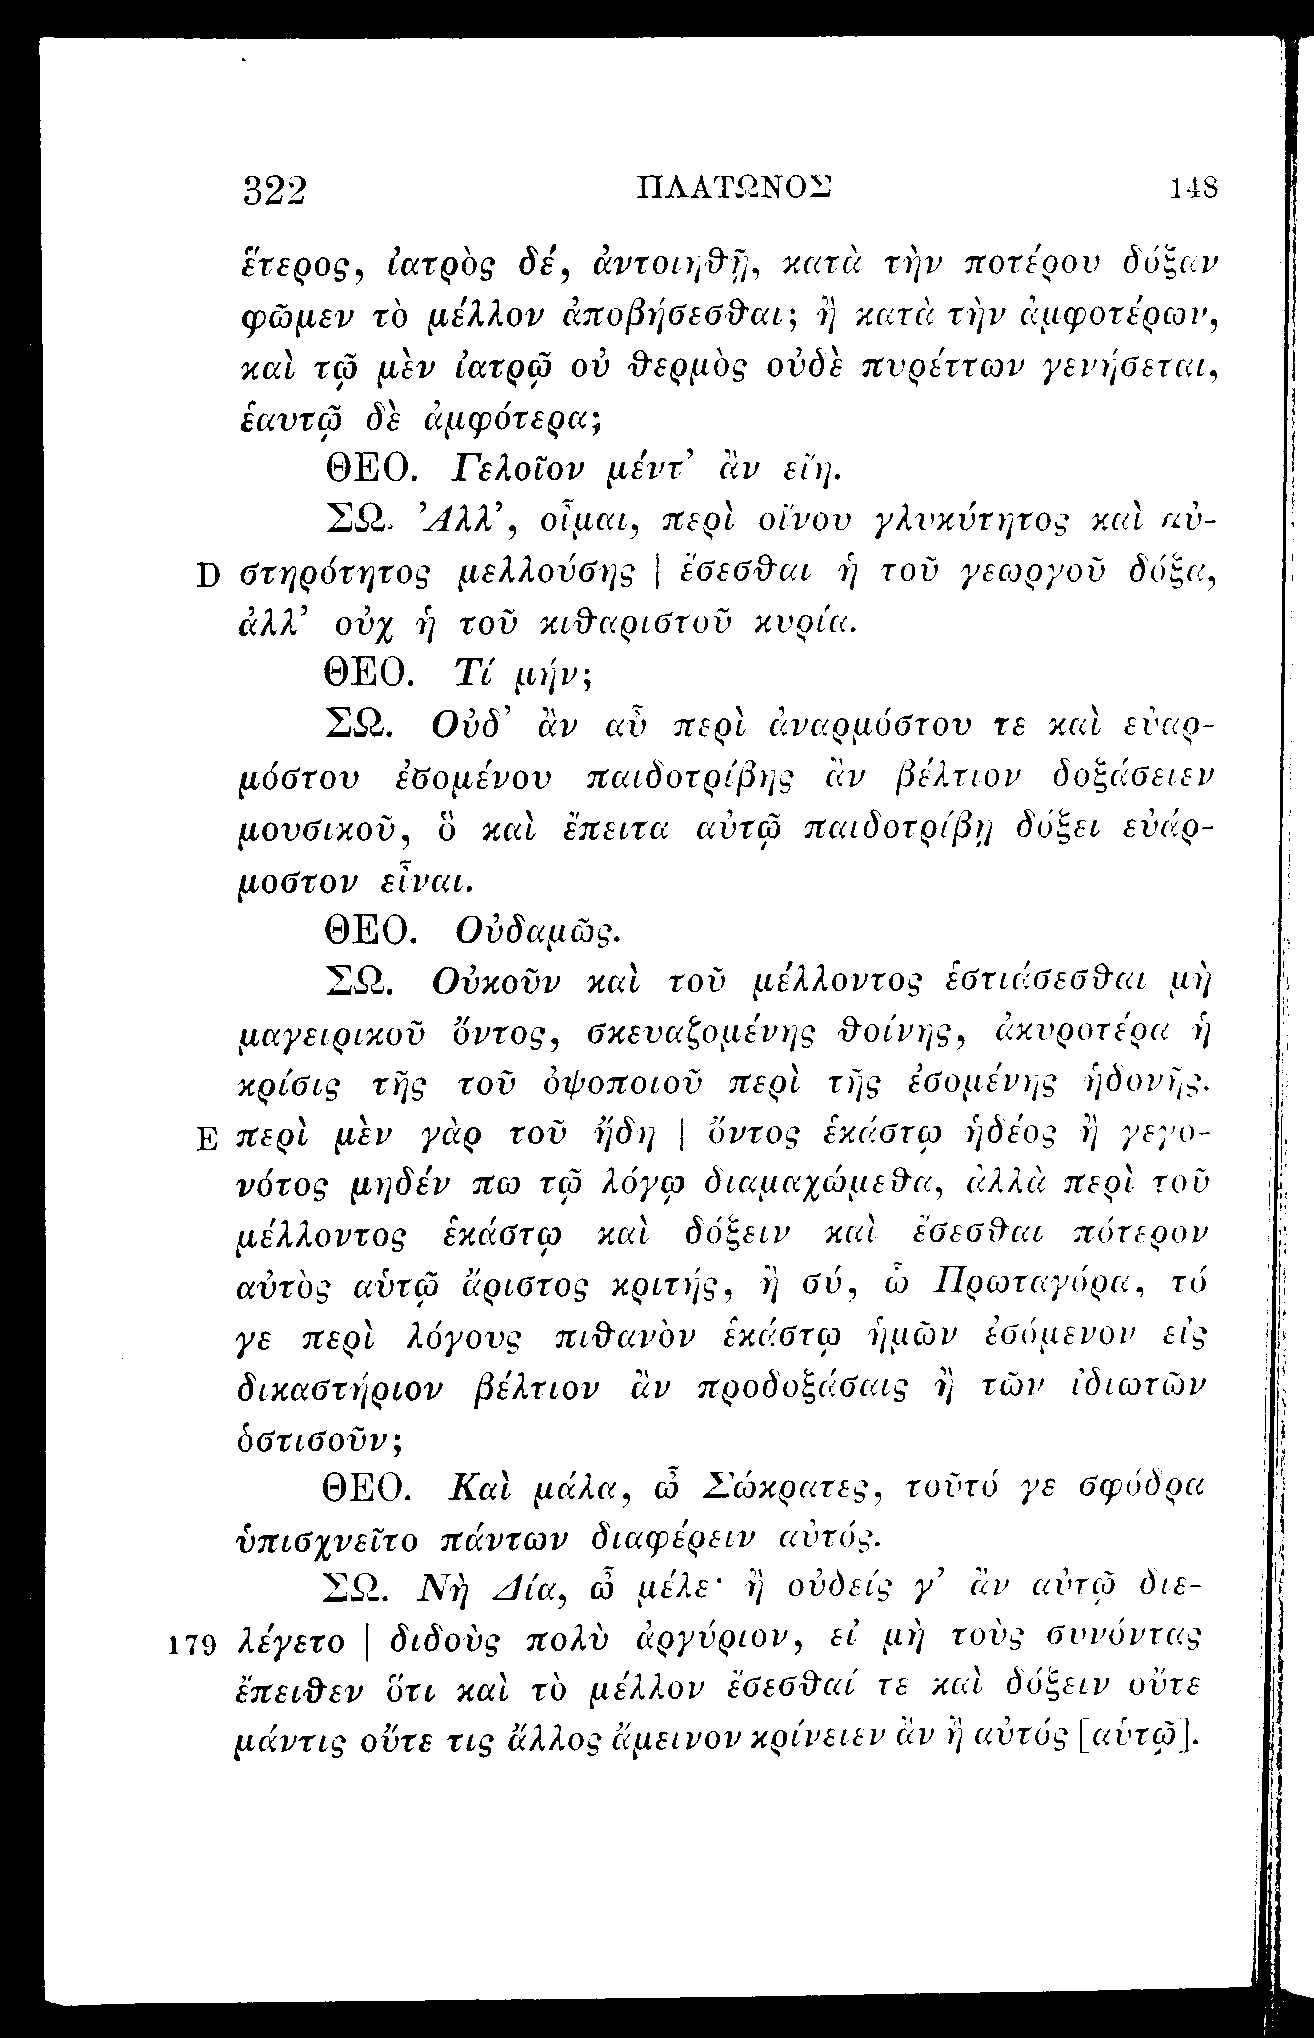 322 ΠΛΑΤΩΝΟΣ 148
ἕτερος, ἰατρὸς δέ, ἀντοιηθῇ, κατὰ τὴν ποτέρου δόξαν
φῶμεν τὸ μέλλον ἀποβήσεσθαι; ἢ κατὰ τὴν ἀμφοτέρων,
καὶ τῷ μὲν ἰατρῷ οὐ θερμὸς οὐδὲ πυρέττων γενήσεται,
ἑαυτῷ δὲ ἀμφότερα;
ΘΕΟ. Γελοῖον μέντ’ ἂν εἴη.
ΣΩ. Ἀλλ’, οἶμαι, περὶ οἴνου γλυκύτητος καὶ αὐ-
D στηρότητος μελλούσης | ἔσεσθαι ἡ τοῦ γεωργοῦ δόξα,
ἀλλ’ οὐχ ἡ τοῦ κιθαριστοῦ κυρία.
ΘΕΟ. Τί μήν;
ΣΩ. Οὐδ’ ἂν αὖ περὶ ἀναρμόστου τε καὶ εὐαρ-
μόστου ἐσομένου παιδοτρίβης ἂν βέλτιον δοξάσειεν
μουσικοῦ, ὃ καὶ ἔπειτα αὐτῷ παιδοτρίβῃ δόξει εὐάρ-
μοστον εἶναι.
ΘΕΟ. Οὐδαμῶς.
ΣΩ. Οὐκοῦν καὶ τοῦ μέλλοντος ἑστιάσεσθαι μὴ
μαγειρικοῦ ὄντος, σκευαζομένης θοίνης, ἀκυροτέρα ἡ
κρίσις τῆς τοῦ ὀψοποιοῦ περὶ τῆς ἐσομένης ἡδονῆς.
E περὶ μὲν γὰρ τοῦ ἤδη | ὄντος ἑκάστῳ ἡδέος ἢ γεγο-
νότος μηδέν πω τῷ λόγῳ διαμαχώμεθα, ἀλλὰ περὶ τοῦ
μέλλοντος ἑκάστῳ καὶ δόξειν καὶ ἔσεσθαι πότερον
αὐτὸς αὑτῷ ἄριστος κριτής, ἢ σύ, ὦ Πρωταγόρα, τό
γε περὶ λόγους πιθανὸν ἑκάστῳ ἡμῶν ἐσόμενον εἰς
δικαστήριον βέλτιον ἂν προδοξάσαις ἢ τῶν ἰδιωτῶν
ὁστισοῦν;
ΘΕΟ. Καὶ μάλα, ὦ Σώκρατες, τοῦτό γε σφόδρα
ὑπισχνεῖτο πάντων διαφέρειν αὐτός.
ΣΩ. Νὴ Δία, ὦ μέλε· ἢ οὐδείς γ’ ἂν αὐτῷ διε-
179 λέγετο | διδοὺς πολὺ ἀργύριον, εἰ μὴ τοὺς συνόντας
ἔπειθεν ὅτι καὶ τὸ μέλλον ἔσεσθαί τε καὶ δόξειν οὔτε
μάντις οὔτε τις ἄλλος ἄμεινον κρίνειεν ἂν ἢ αὐτός [αὑτῷ].